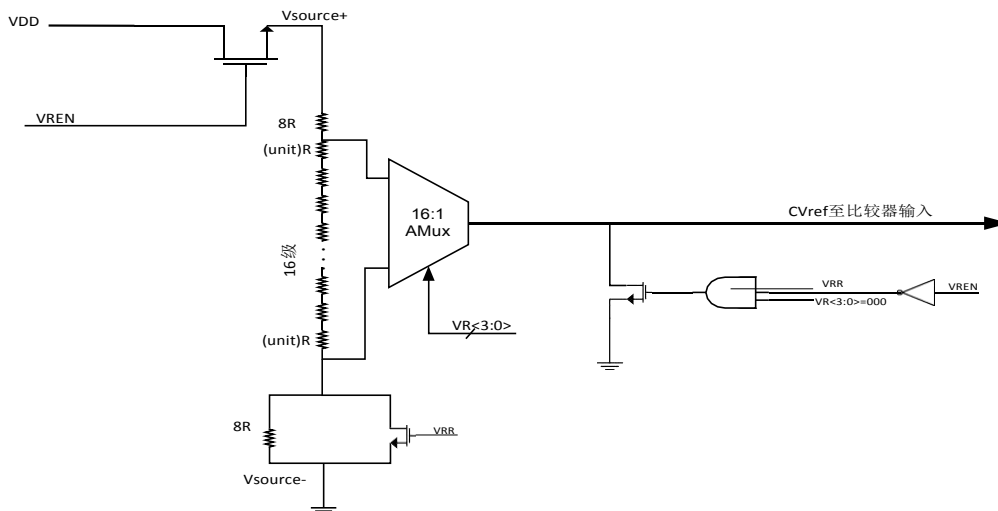 VDD
Vsource+
VREN
8R
(unit)R
16级
(unit)R
16:1
AMux
VR<3:0>
CVref至比较器输入
VRR
VREN
VR<3:0>=000
8R
VRR
Vsource-